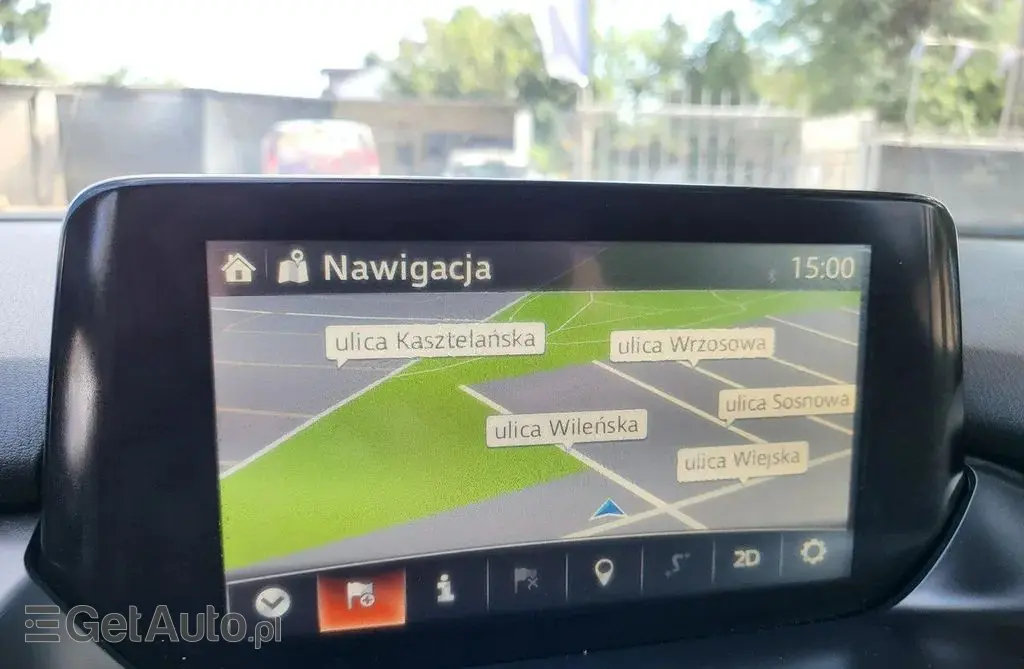 Nawigacja
15:00
ulica Kasztelańska
ulica Wrzosowa
ulica Sosnowa
ulica Wileńska
ulica Wiejska
2D
GetAuto.pl